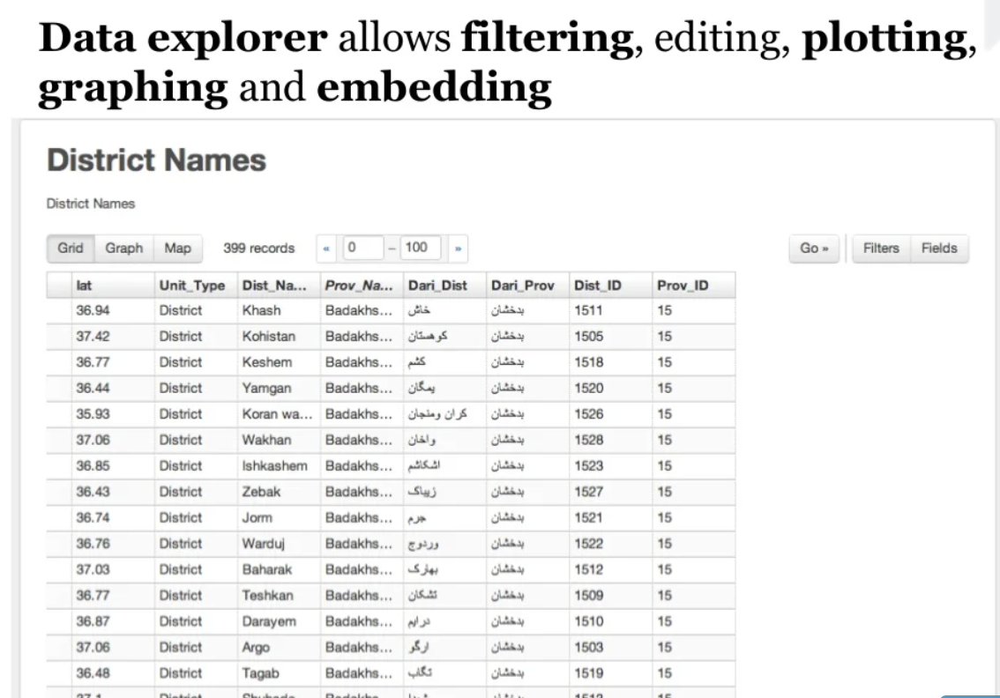 Data explorer allows filtering, editing, plotting,
graphing and embedding
District Names
District Names
Grid Graph Map 399 records « 0 – 100 » Go » Filters Fields
lat Unit_Type Dist_Na... Prov_Na... Dari_Dist Dari_Prov Dist_ID Prov_ID
36.94 District Khash Badakhs... خاش بدخشان 1511 15
37.42 District Kohistan Badakhs... کوهستان بدخشان 1505 15
36.77 District Keshem Badakhs... کشم بدخشان 1518 15
36.44 District Yamgan Badakhs... یمگان بدخشان 1520 15
35.93 District Koran wa... Badakhs... کران ومنجان بدخشان 1526 15
37.06 District Wakhan Badakhs... واخان بدخشان 1528 15
36.85 District Ishkashem Badakhs... اشکاشم بدخشان 1523 15
36.43 District Zebak Badakhs... زیباک بدخشان 1527 15
36.74 District Jorm Badakhs... جرم بدخشان 1521 15
36.76 District Warduj Badakhs... وردوج بدخشان 1522 15
37.03 District Baharak Badakhs... بهارک بدخشان 1512 15
36.77 District Teshkan Badakhs... تشکان بدخشان 1509 15
36.87 District Darayem Badakhs... درایم بدخشان 1510 15
37.06 District Argo Badakhs... ارگو بدخشان 1503 15
36.48 District Tagab Badakhs... تگاب بدخشان 1519 15